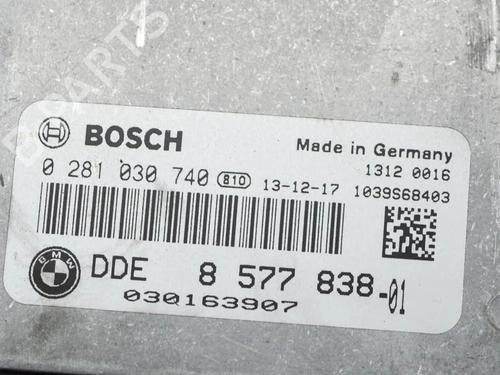 BOSCH
Made in Germany
0 281 030 740 810 13-12-17
1312 0016
1039S68403
BMW
DDE 8 577 838-01
030163907